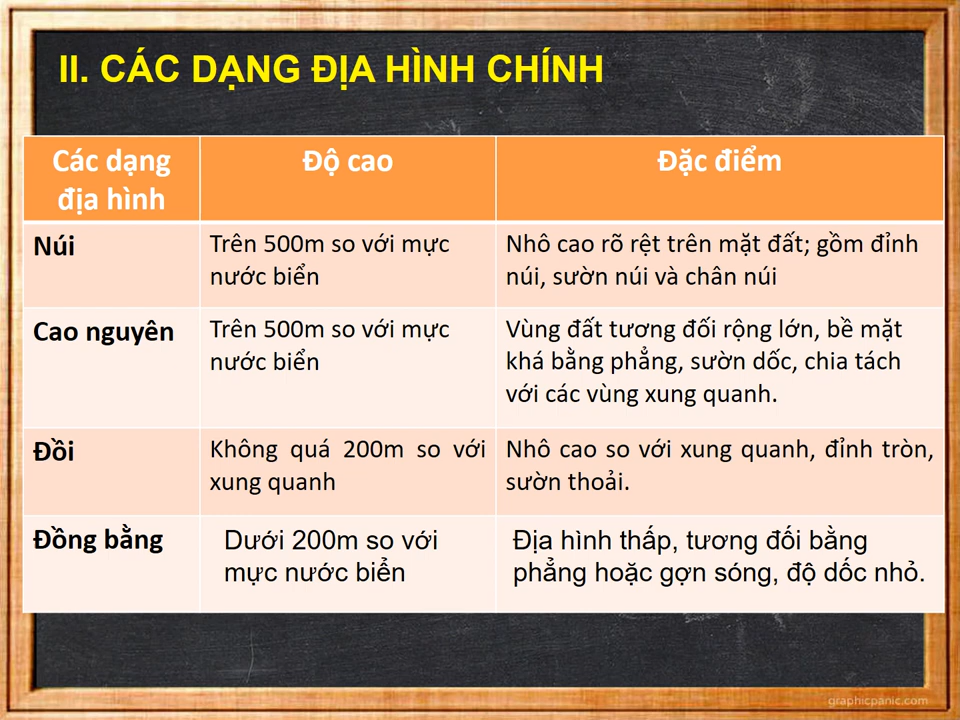 II. CÁC DẠNG ĐỊA HÌNH CHÍNH
Các dạng
địa hình
Độ cao
Đặc điểm
Núi
Trên 500m so với mực
nước biển
Nhô cao rõ rệt trên mặt đất; gồm đỉnh
núi, sườn núi và chân núi
Cao nguyên
Trên 500m so với mực
nước biển
Vùng đất tương đối rộng lớn, bề mặt
khá bằng phẳng, sườn dốc, chia tách
với các vùng xung quanh.
Đồi
Không quá 200m so với
xung quanh
Nhô cao so với xung quanh, đỉnh tròn,
sườn thoải.
Đồng bằng
Dưới 200m so với
mực nước biển
Địa hình thấp, tương đối bằng
phẳng hoặc gợn sóng, độ dốc nhỏ.
graphicpanic.com